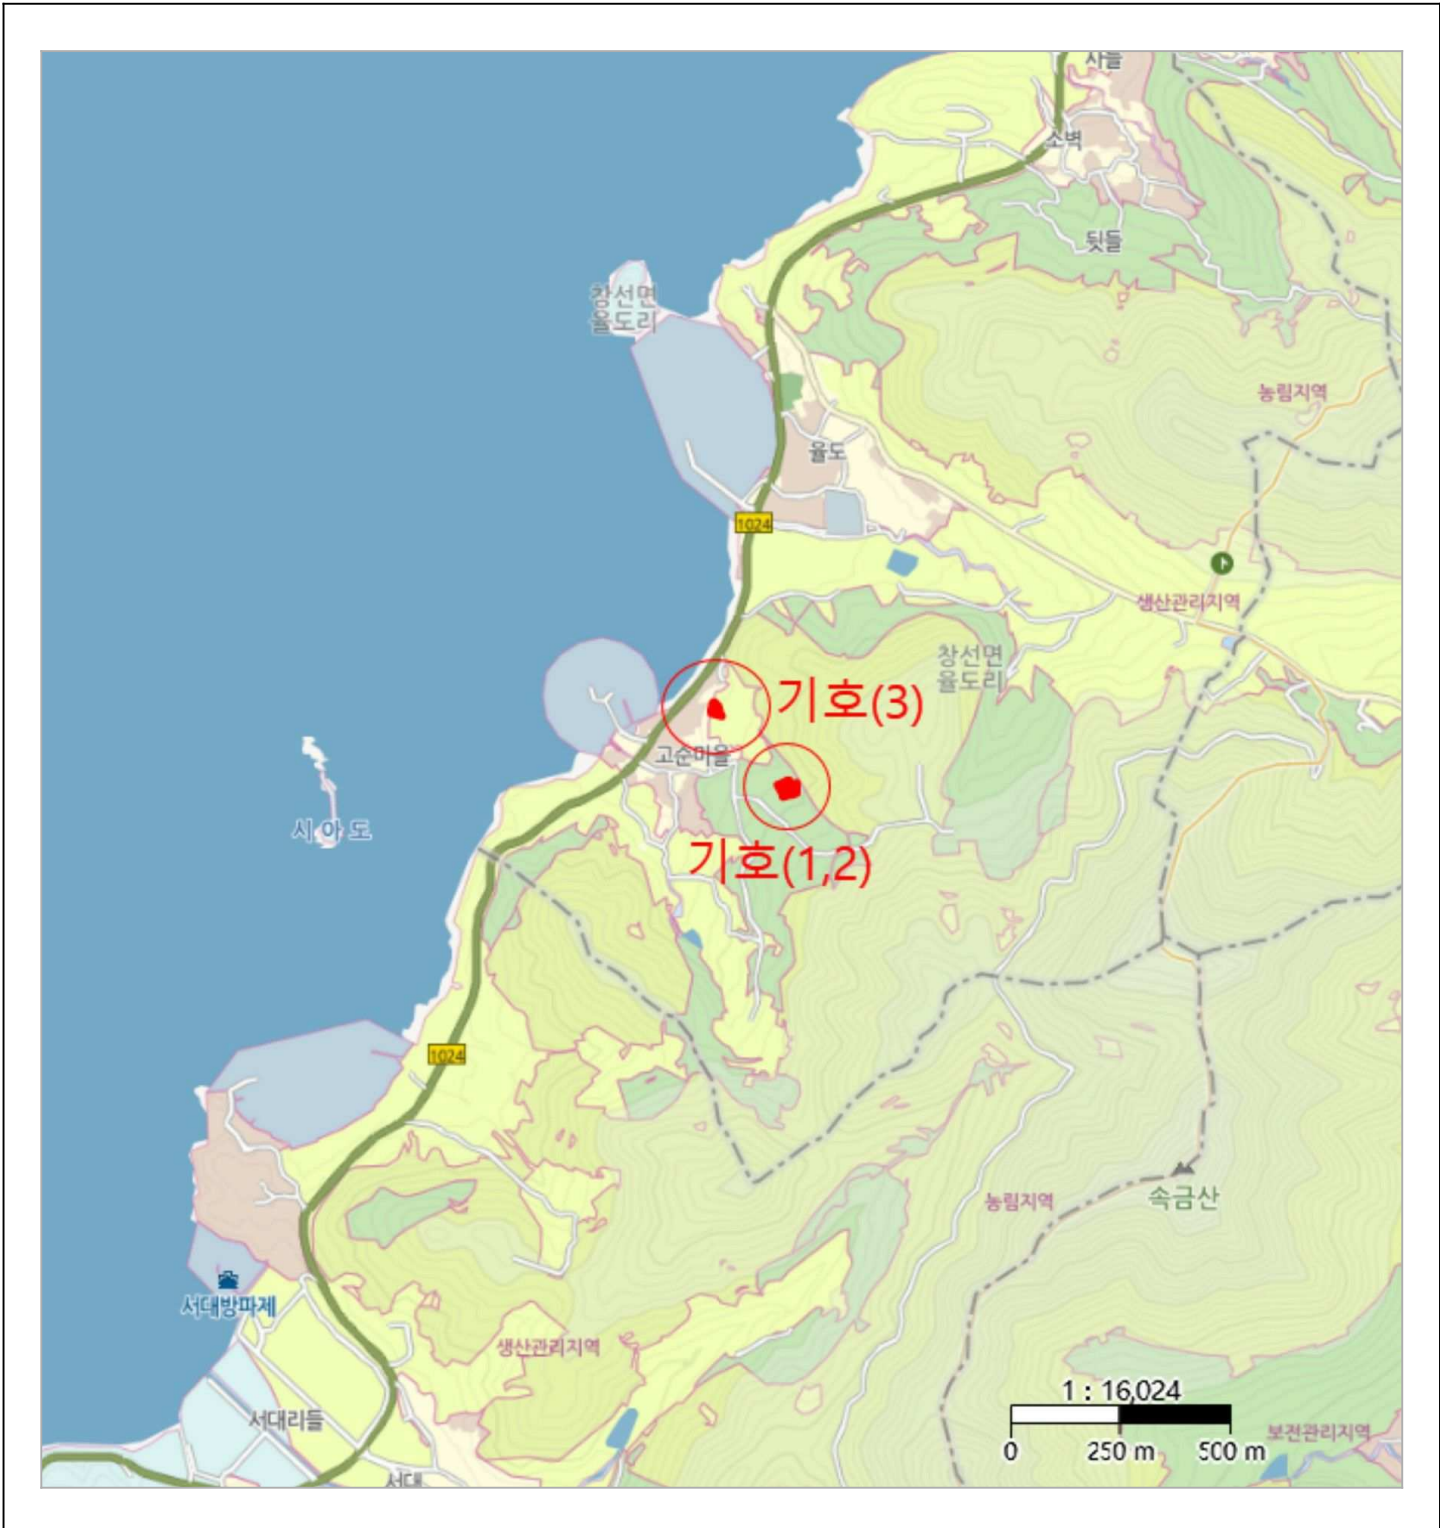 사들
소벽
뒷들
창선면
율도리
농림지역
율도
1024
생산관리지역
창선면
율도리
기호(3)
고순마을
기호(1,2)
시 아 도
1024
농림지역
속금산
서대방파제
생산관리지역
1 : 16,024
0 250 m 500 m
서대리들
보전관리지역
서대